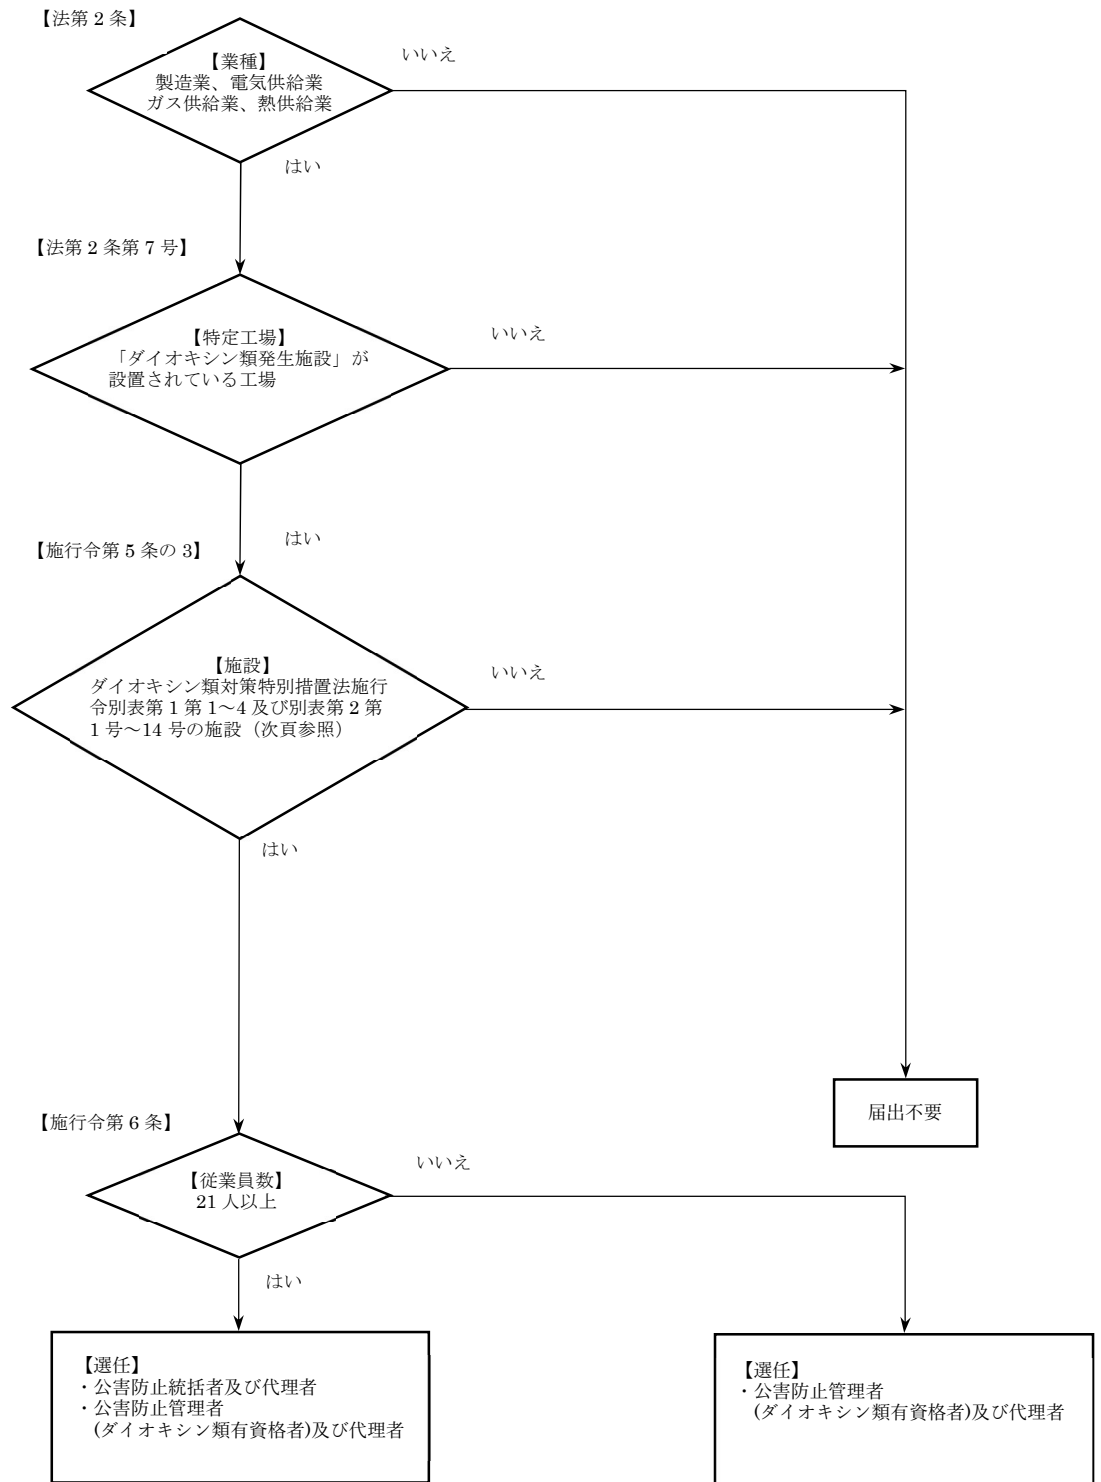 【法第 2 条】
【業種】
製造業、電気供給業
ガス供給業、熱供給業
いいえ
はい
【法第 2 条第 7 号】
【特定工場】
「ダイオキシン類発生施設」が
設置されている工場
いいえ
はい
【施行令第 5 条の 3】
【施設】
ダイオキシン類対策特別措置法施行
令別表第 1 第 1～4 及び別表第 2 第
1 号～14 号の施設（次頁参照）
いいえ
はい
届出不要
【施行令第 6 条】
【従業員数】
21 人以上
いいえ
はい
【選任】
・公害防止統括者及び代理者
・公害防止管理者
(ダイオキシン類有資格者)及び代理者
【選任】
・公害防止管理者
(ダイオキシン類有資格者)及び代理者